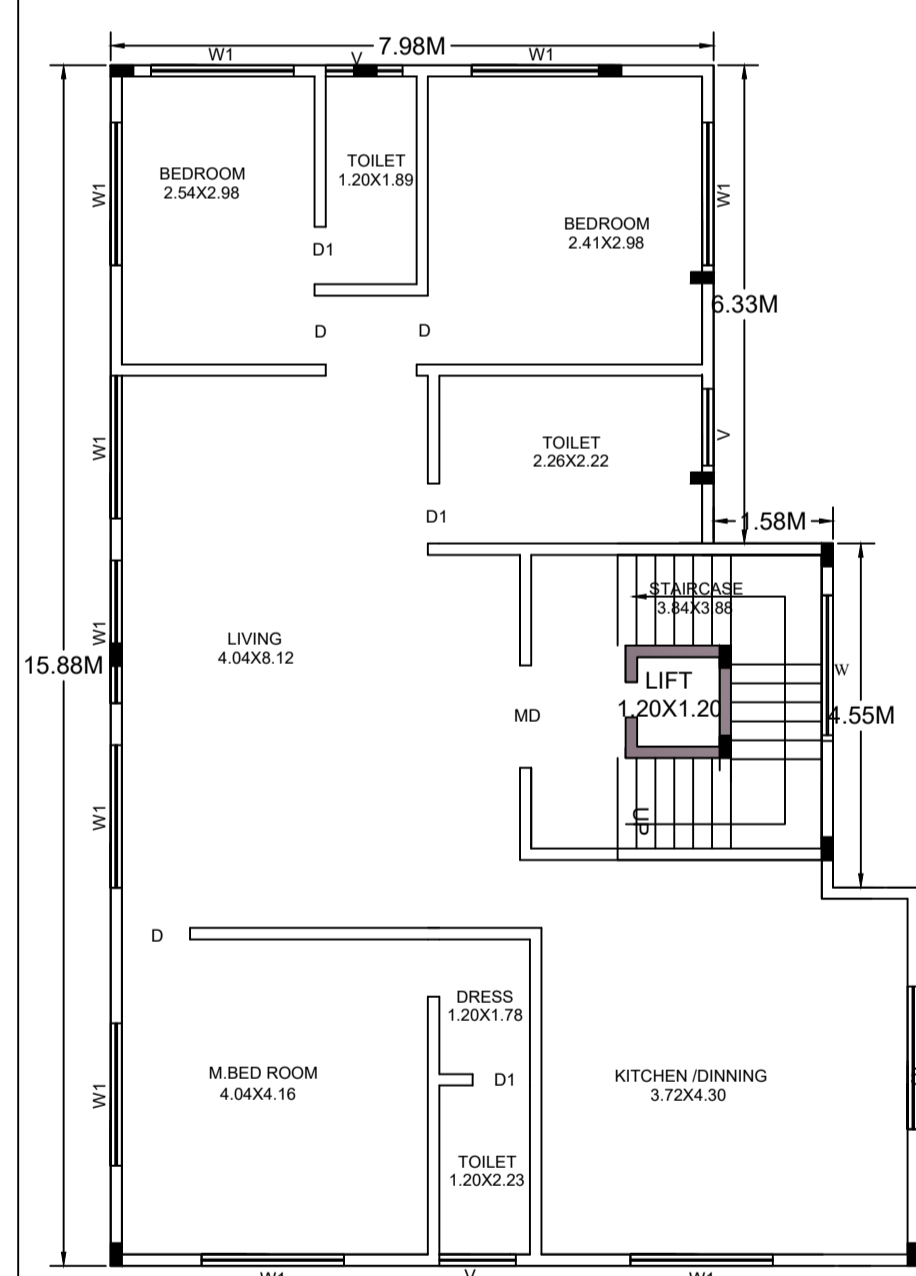 7.98M
W1
V
W1
BEDROOM
2.54X2.98
TOILET
1.20X1.89
W1
W1
BEDROOM
2.41X2.98
D1
6.33M
D
D
W1
TOILET
2.26X2.22
V
D1
1.58M
STAIRCASE
3.84X3.88
W1
LIVING
4.04X8.12
15.88M
W
LIFT
1.20X1.20
MD
4.55M
W1
UP
D
DRESS
1.20X1.78
W1
M.BED ROOM
4.04X4.16
D1
KITCHEN /DINNING
3.72X4.30
TOILET
1.20X2.23
W1
V
W1